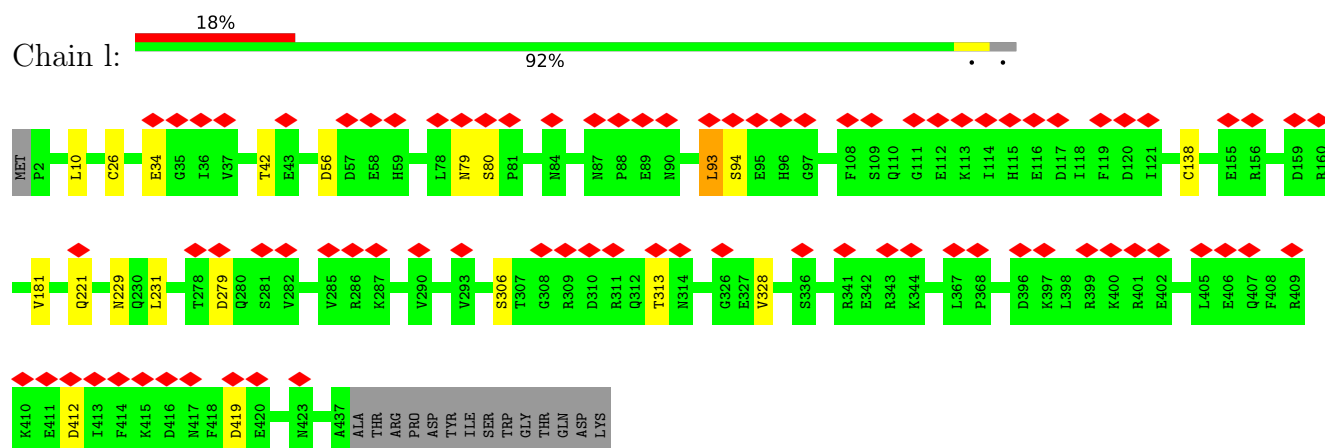 18%
Chain l:
92%
• •
MET P2 L10 C26 E34 G35 I36 V37 T42 E43 D56 D57 E58 H59 L78 N79 S80 P81 N84 N87 P88 E89 N90 L93 S94 E95 H96 G97 F108 S109 Q110 G111 E112 K113 I114 H115 E116 D117 I118 F119 D120 I121 C138 E155 R156 D159 R160
V181 Q221 N229 Q230 L231 T278 D279 Q280 S281 V282 V285 R286 K287 V290 V293 S306 T307 G308 R309 D310 R311 Q312 T313 N314 G326 E327 V328 S336 R341 E342 R343 K344 L367 P368 D396 K397 L398 R399 K400 R401 E402 L405 E406 Q407 F408 R409
K410 E411 D412 I413 F414 K415 D416 N417 F418 D419 E420 N423 A437 ALA THR ARG PRO ASP TYR ILE SER TRP GLY THR GLN ASP LYS